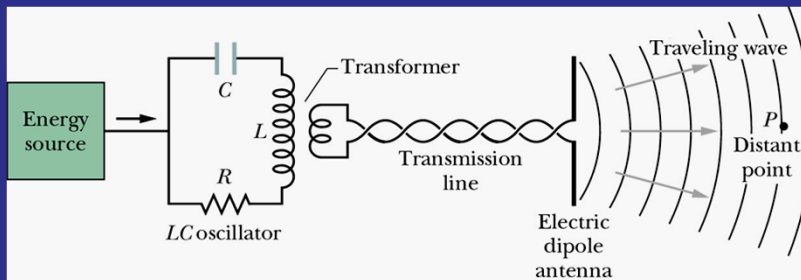 Energy
source
C
L
R
LC oscillator
Transformer
Transmission
line
Electric
dipole
antenna
Traveling wave
P
Distant
point